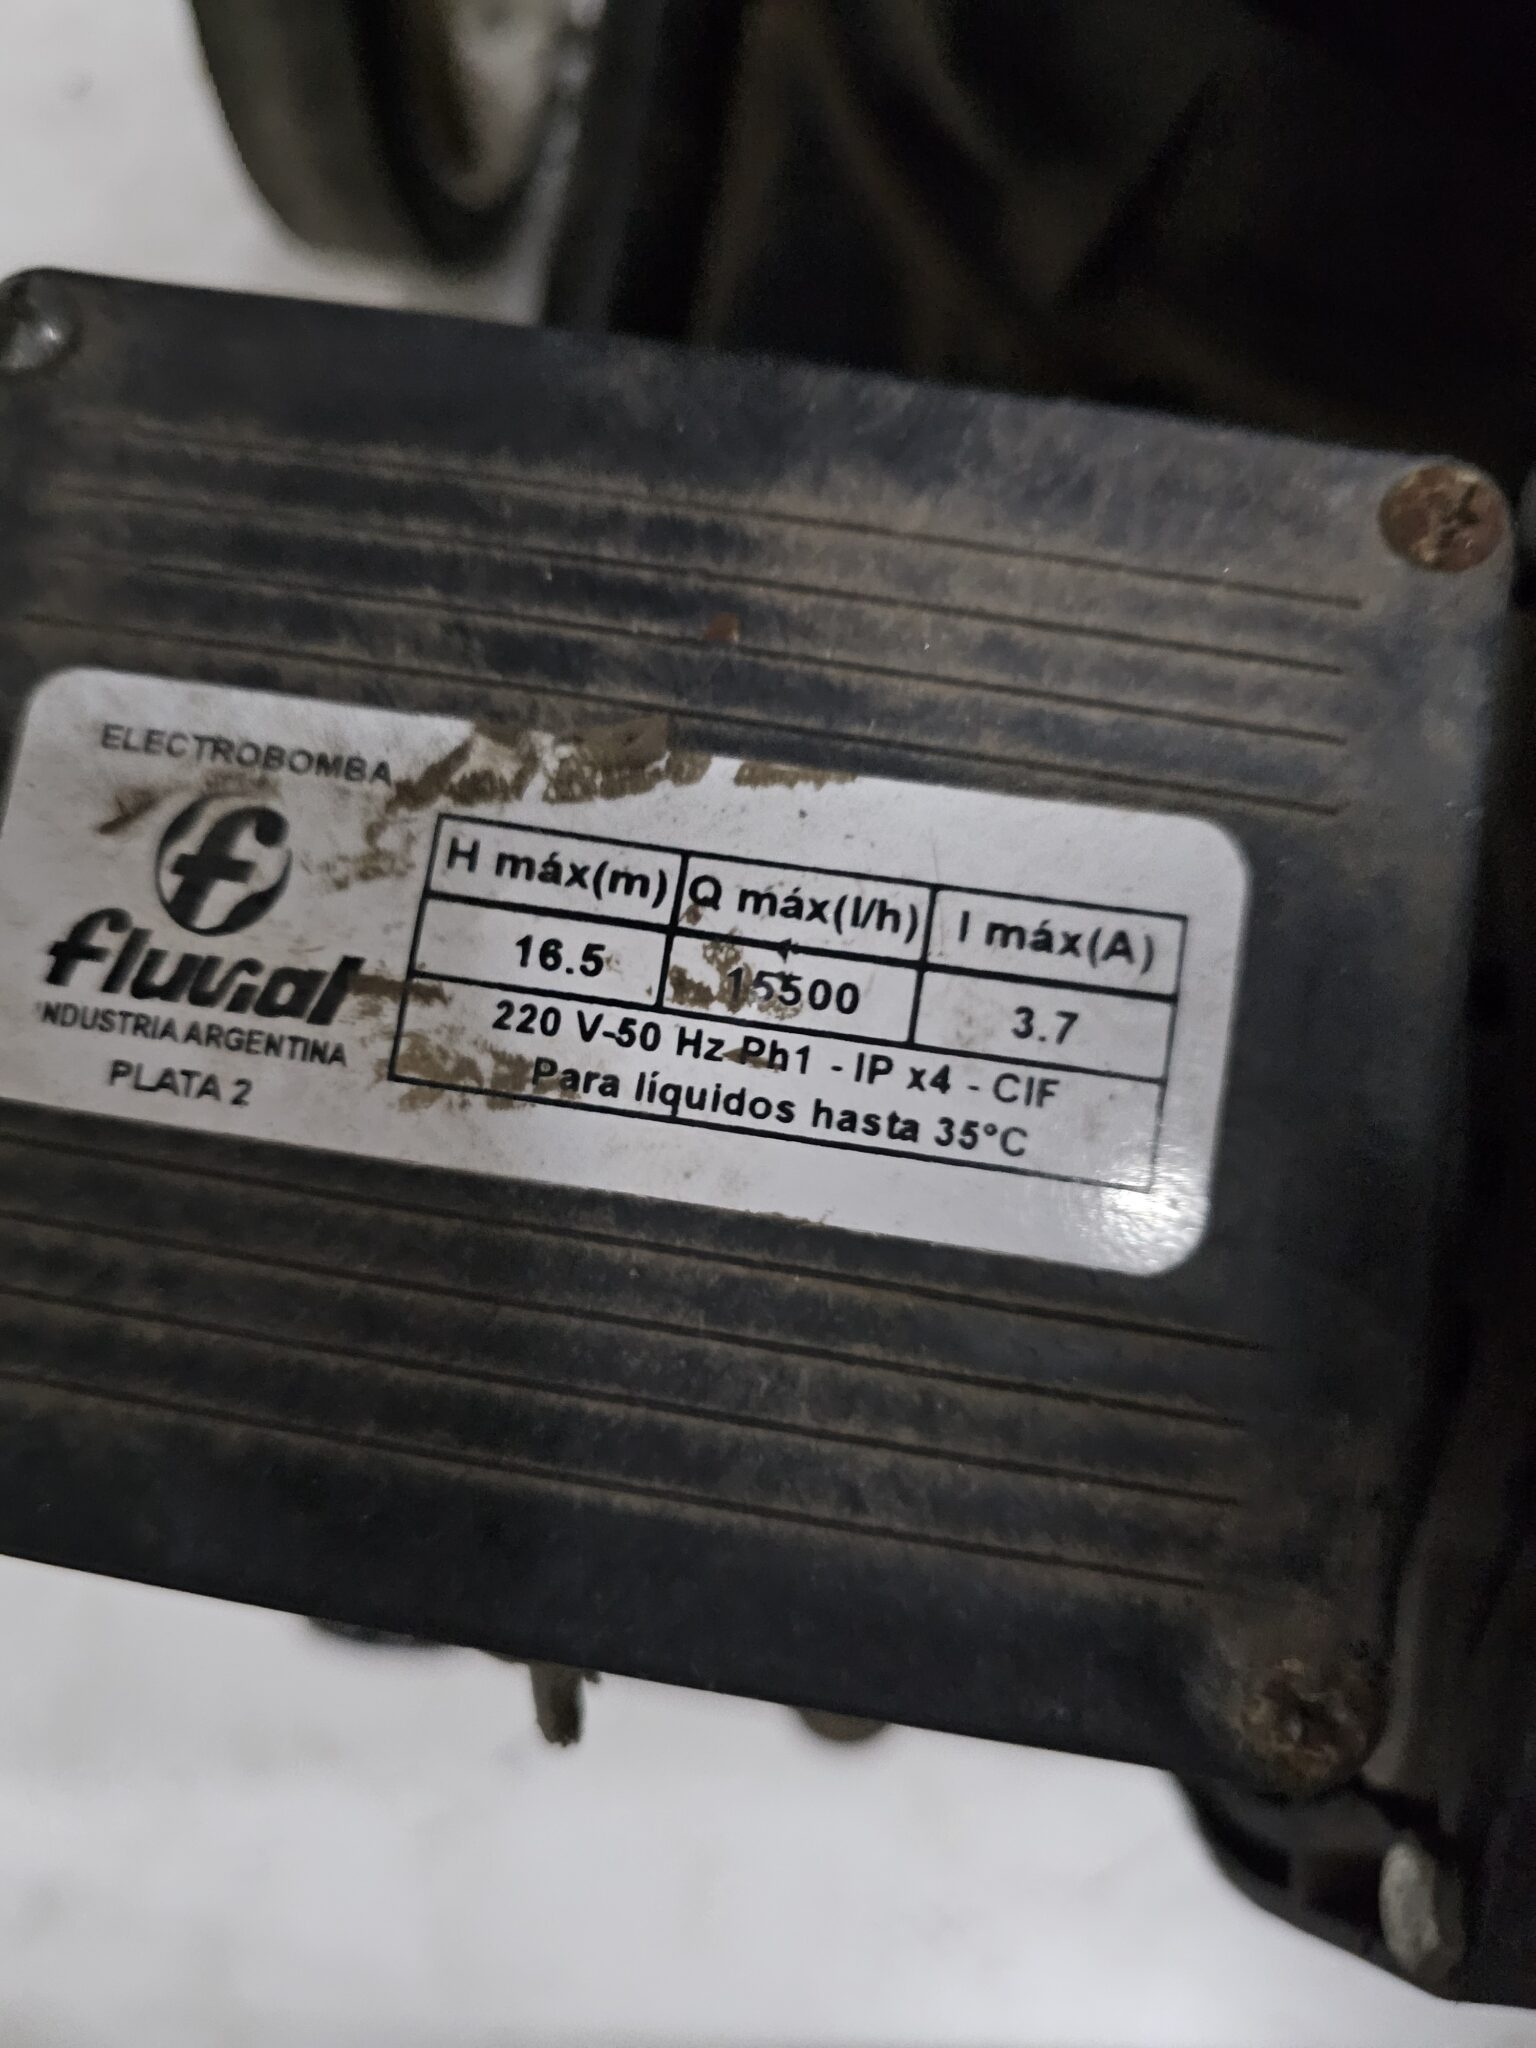 ELECTROBOMBA
f
fluvial
INDUSTRIA ARGENTINA
PLATA 2
H máx(m) Q máx(l/h) I máx(A)
16.5 15500 3.7
220 V-50 Hz Ph1 - IP x4 - CIF
Para líquidos hasta 35°C